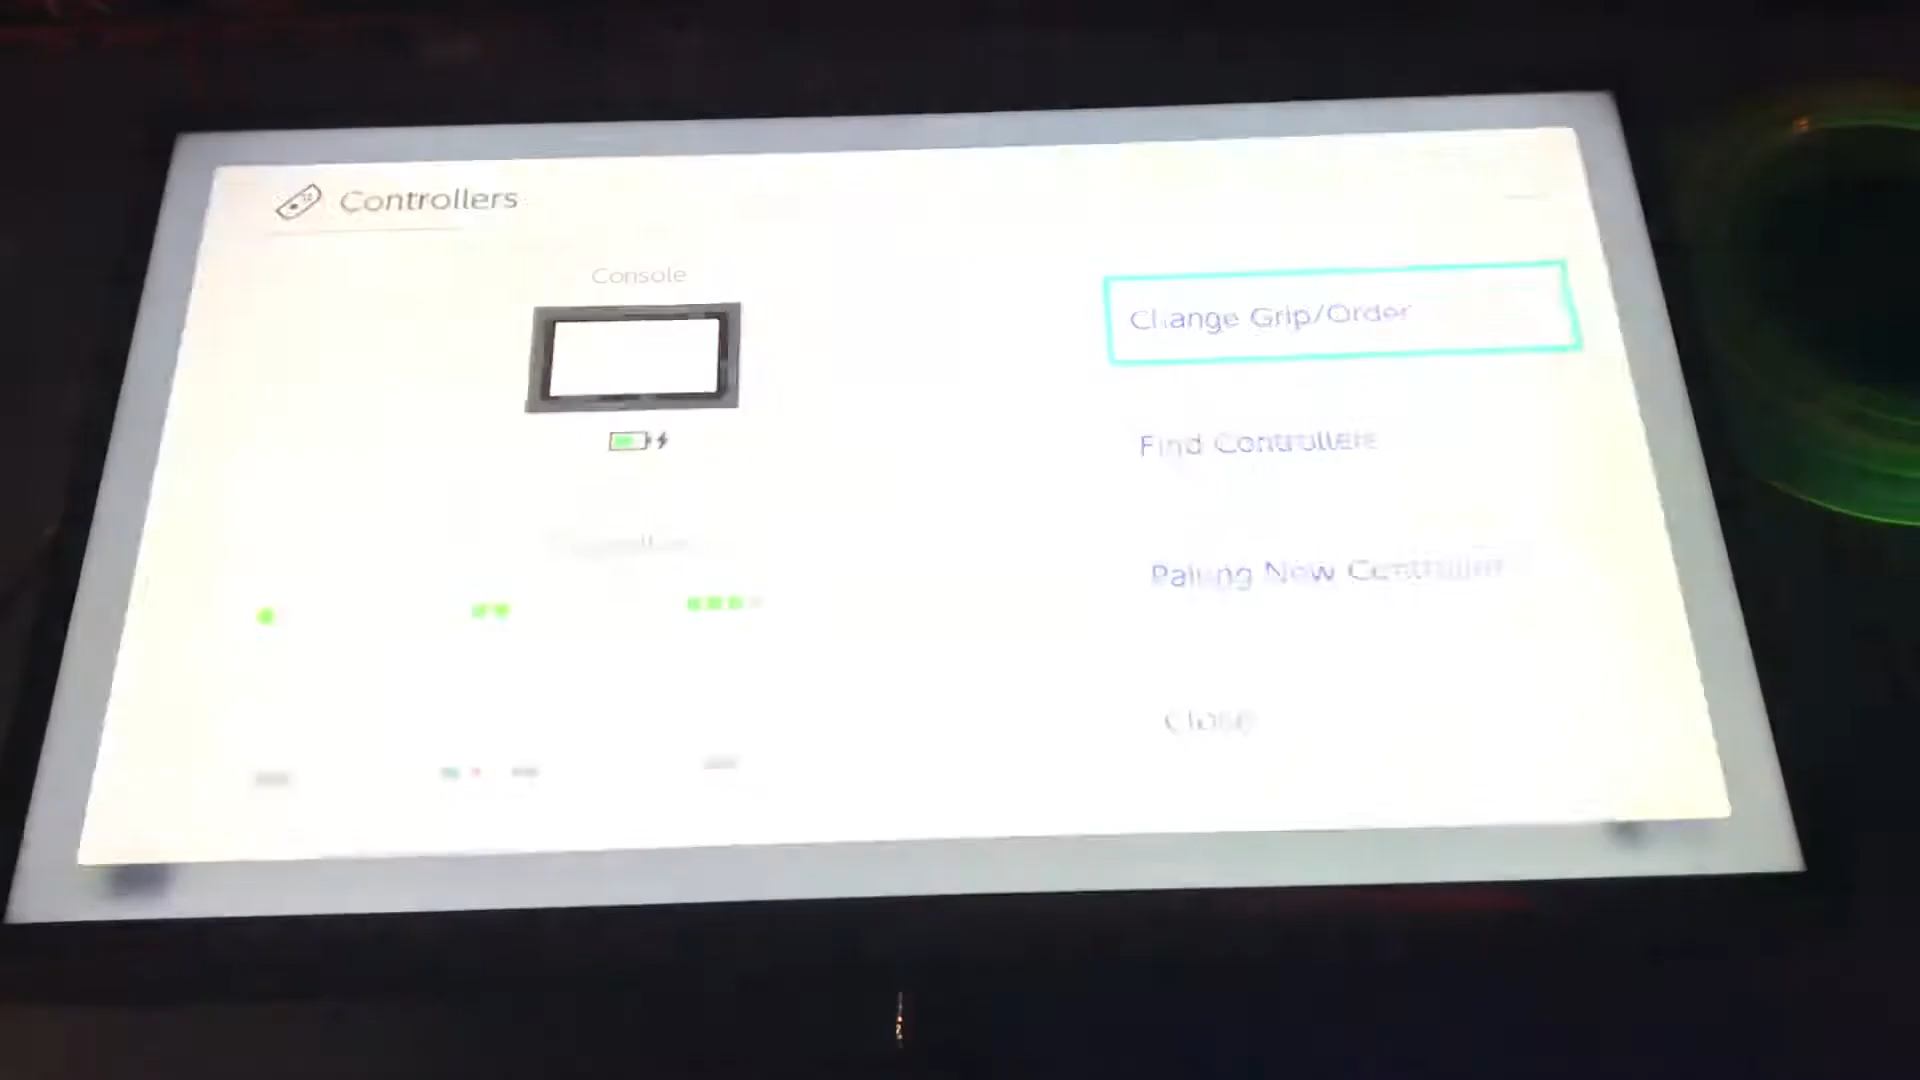 Controllers
Console
Change Grip/Order
Find Controllers
Pairing New Controllers
Close